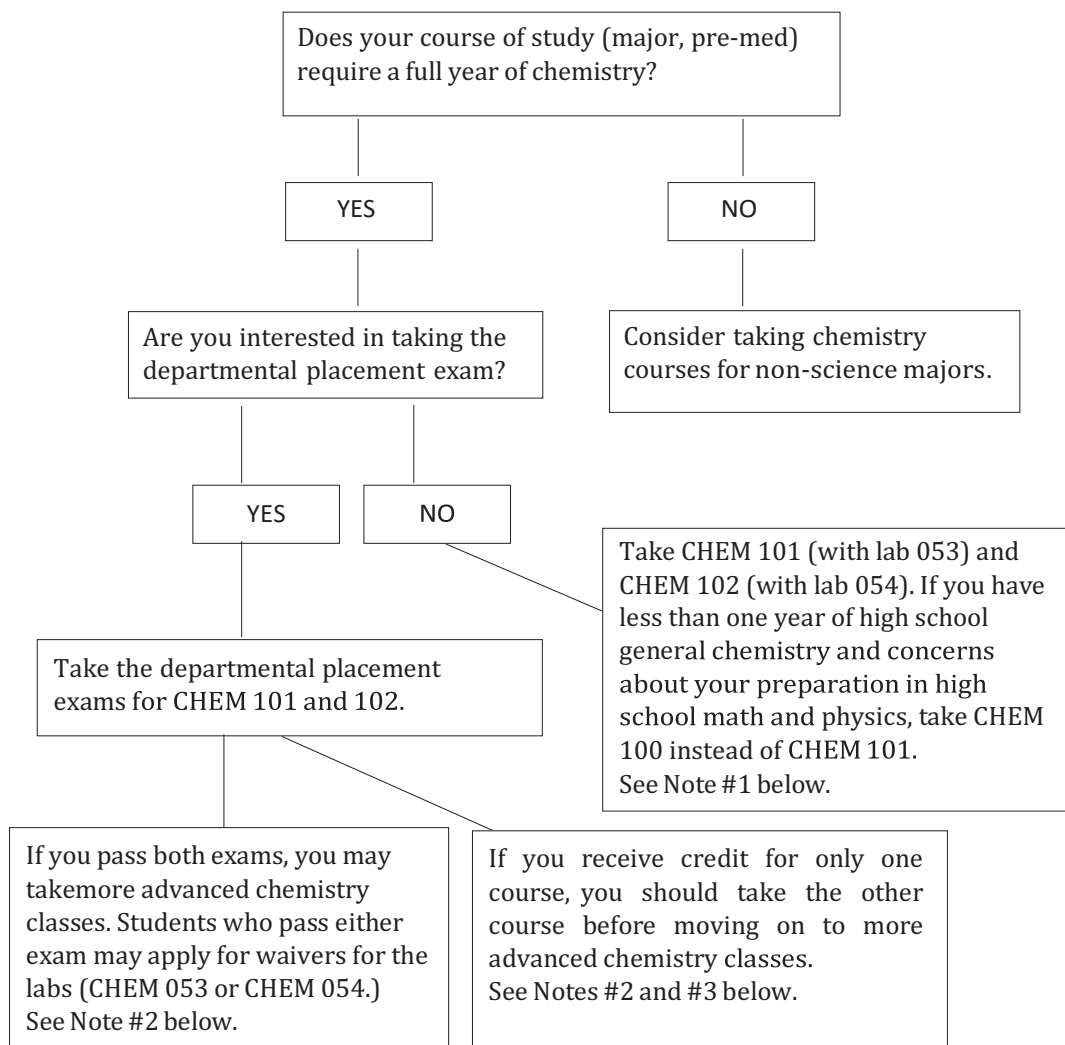 Does your course of study (major, pre-med)
require a full year of chemistry?
YES
NO
Are you interested in taking the
departmental placement exam?
Consider taking chemistry
courses for non-science majors.
YES
NO
Take CHEM 101 (with lab 053) and
CHEM 102 (with lab 054). If you have
less than one year of high school
general chemistry and concerns
about your preparation in high
school math and physics, take CHEM
100 instead of CHEM 101.
See Note #1 below.
Take the departmental placement
exams for CHEM 101 and 102.
If you pass both exams, you may
takemore advanced chemistry
classes. Students who pass either
exam may apply for waivers for the
labs (CHEM 053 or CHEM 054.)
See Note #2 below.
If you receive credit for only one
course, you should take the other
course before moving on to more
advanced chemistry classes.
See Notes #2 and #3 below.